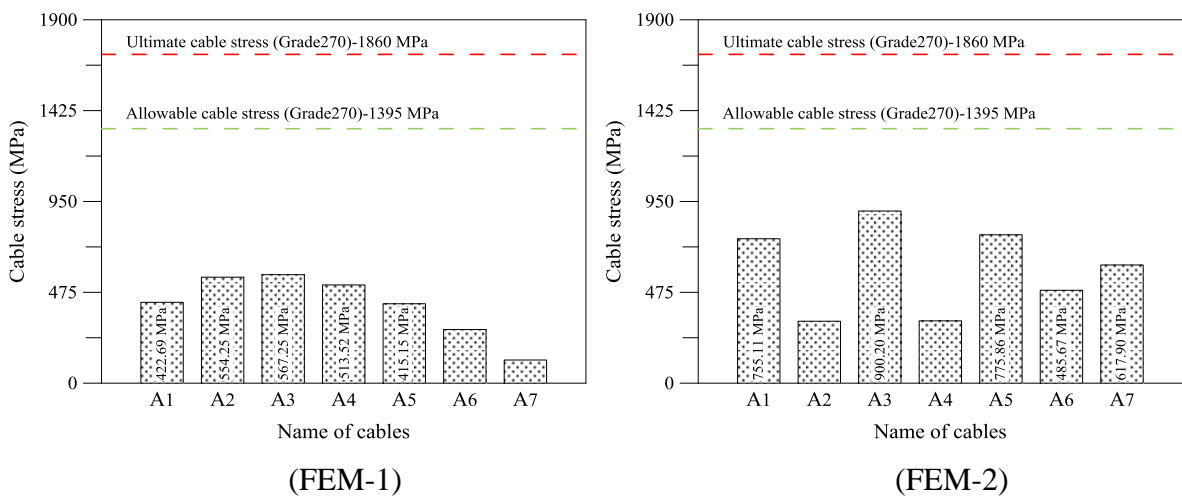 1900
1425
950
475
0
Cable stress (MPa)
Ultimate cable stress (Grade270)-1860 MPa
Allowable cable stress (Grade270)-1395 MPa
422.69 MPa
554.25 MPa
567.25 MPa
513.52 MPa
415.15 MPa
A1 A2 A3 A4 A5 A6 A7
Name of cables
(FEM-1)
1900
1425
950
475
0
Cable stress (MPa)
Ultimate cable stress (Grade270)-1860 MPa
Allowable cable stress (Grade270)-1395 MPa
755.11 MPa
900.20 MPa
775.86 MPa
485.67 MPa
617.90 MPa
A1 A2 A3 A4 A5 A6 A7
Name of cables
(FEM-2)